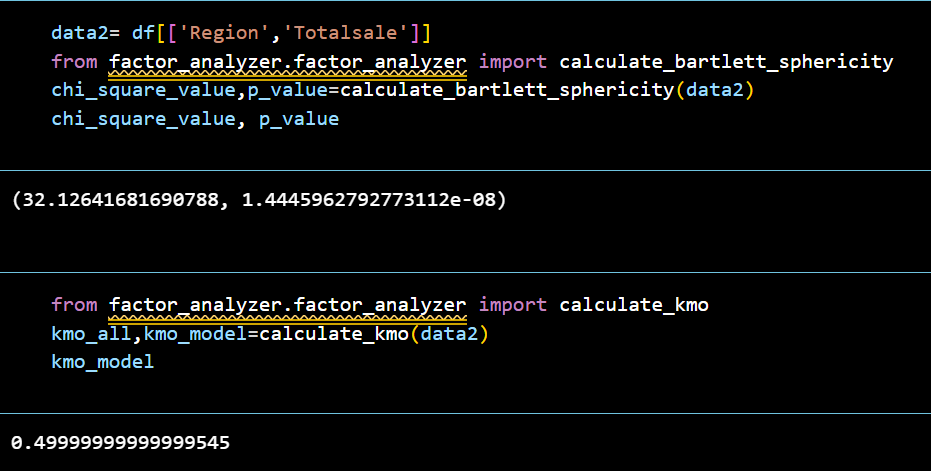 data2= df[['Region','Totalsale']]
from factor_analyzer.factor_analyzer import calculate_bartlett_sphericity
chi_square_value,p_value=calculate_bartlett_sphericity(data2)
chi_square_value, p_value
(32.12641681690788, 1.4445962792773112e-08)
from factor_analyzer.factor_analyzer import calculate_kmo
kmo_all,kmo_model=calculate_kmo(data2)
kmo_model
0.49999999999999545